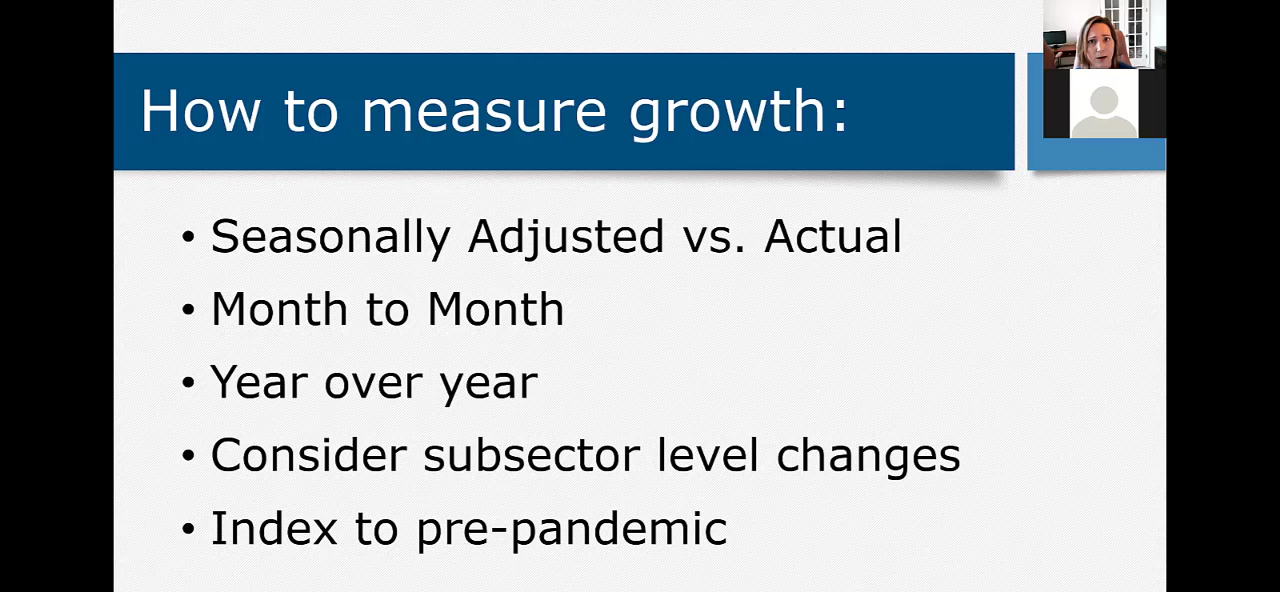 How to measure growth:
• Seasonally Adjusted vs. Actual
• Month to Month
• Year over year
• Consider subsector level changes
• Index to pre-pandemic